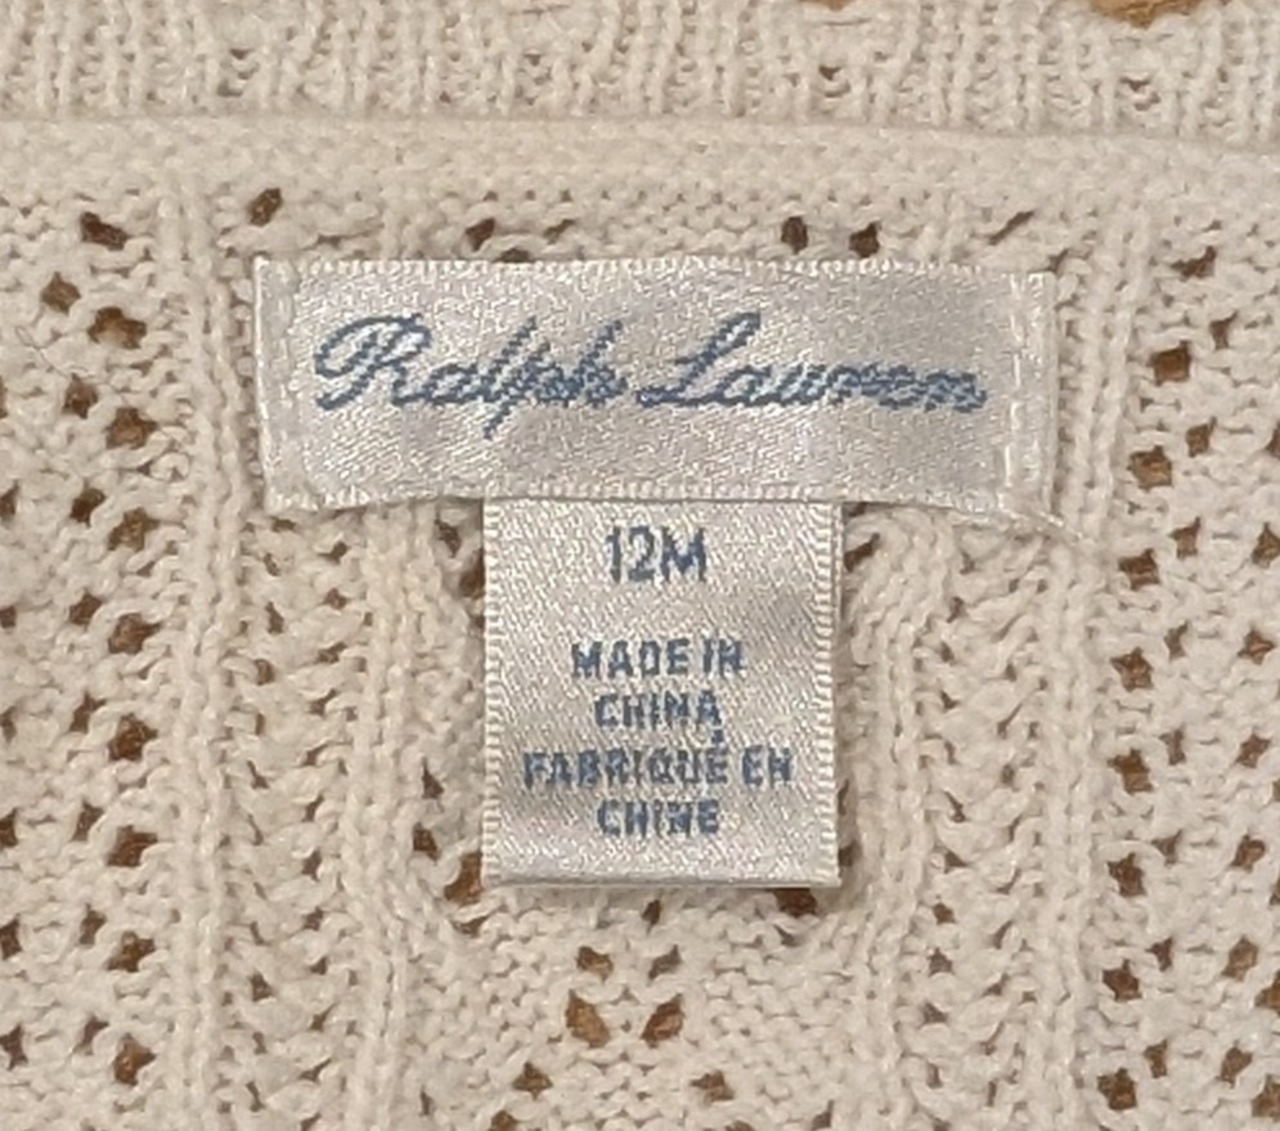 Ralph Lauren
12M
MADE IN
CHINA
FABRIQUÉ EN
CHINE